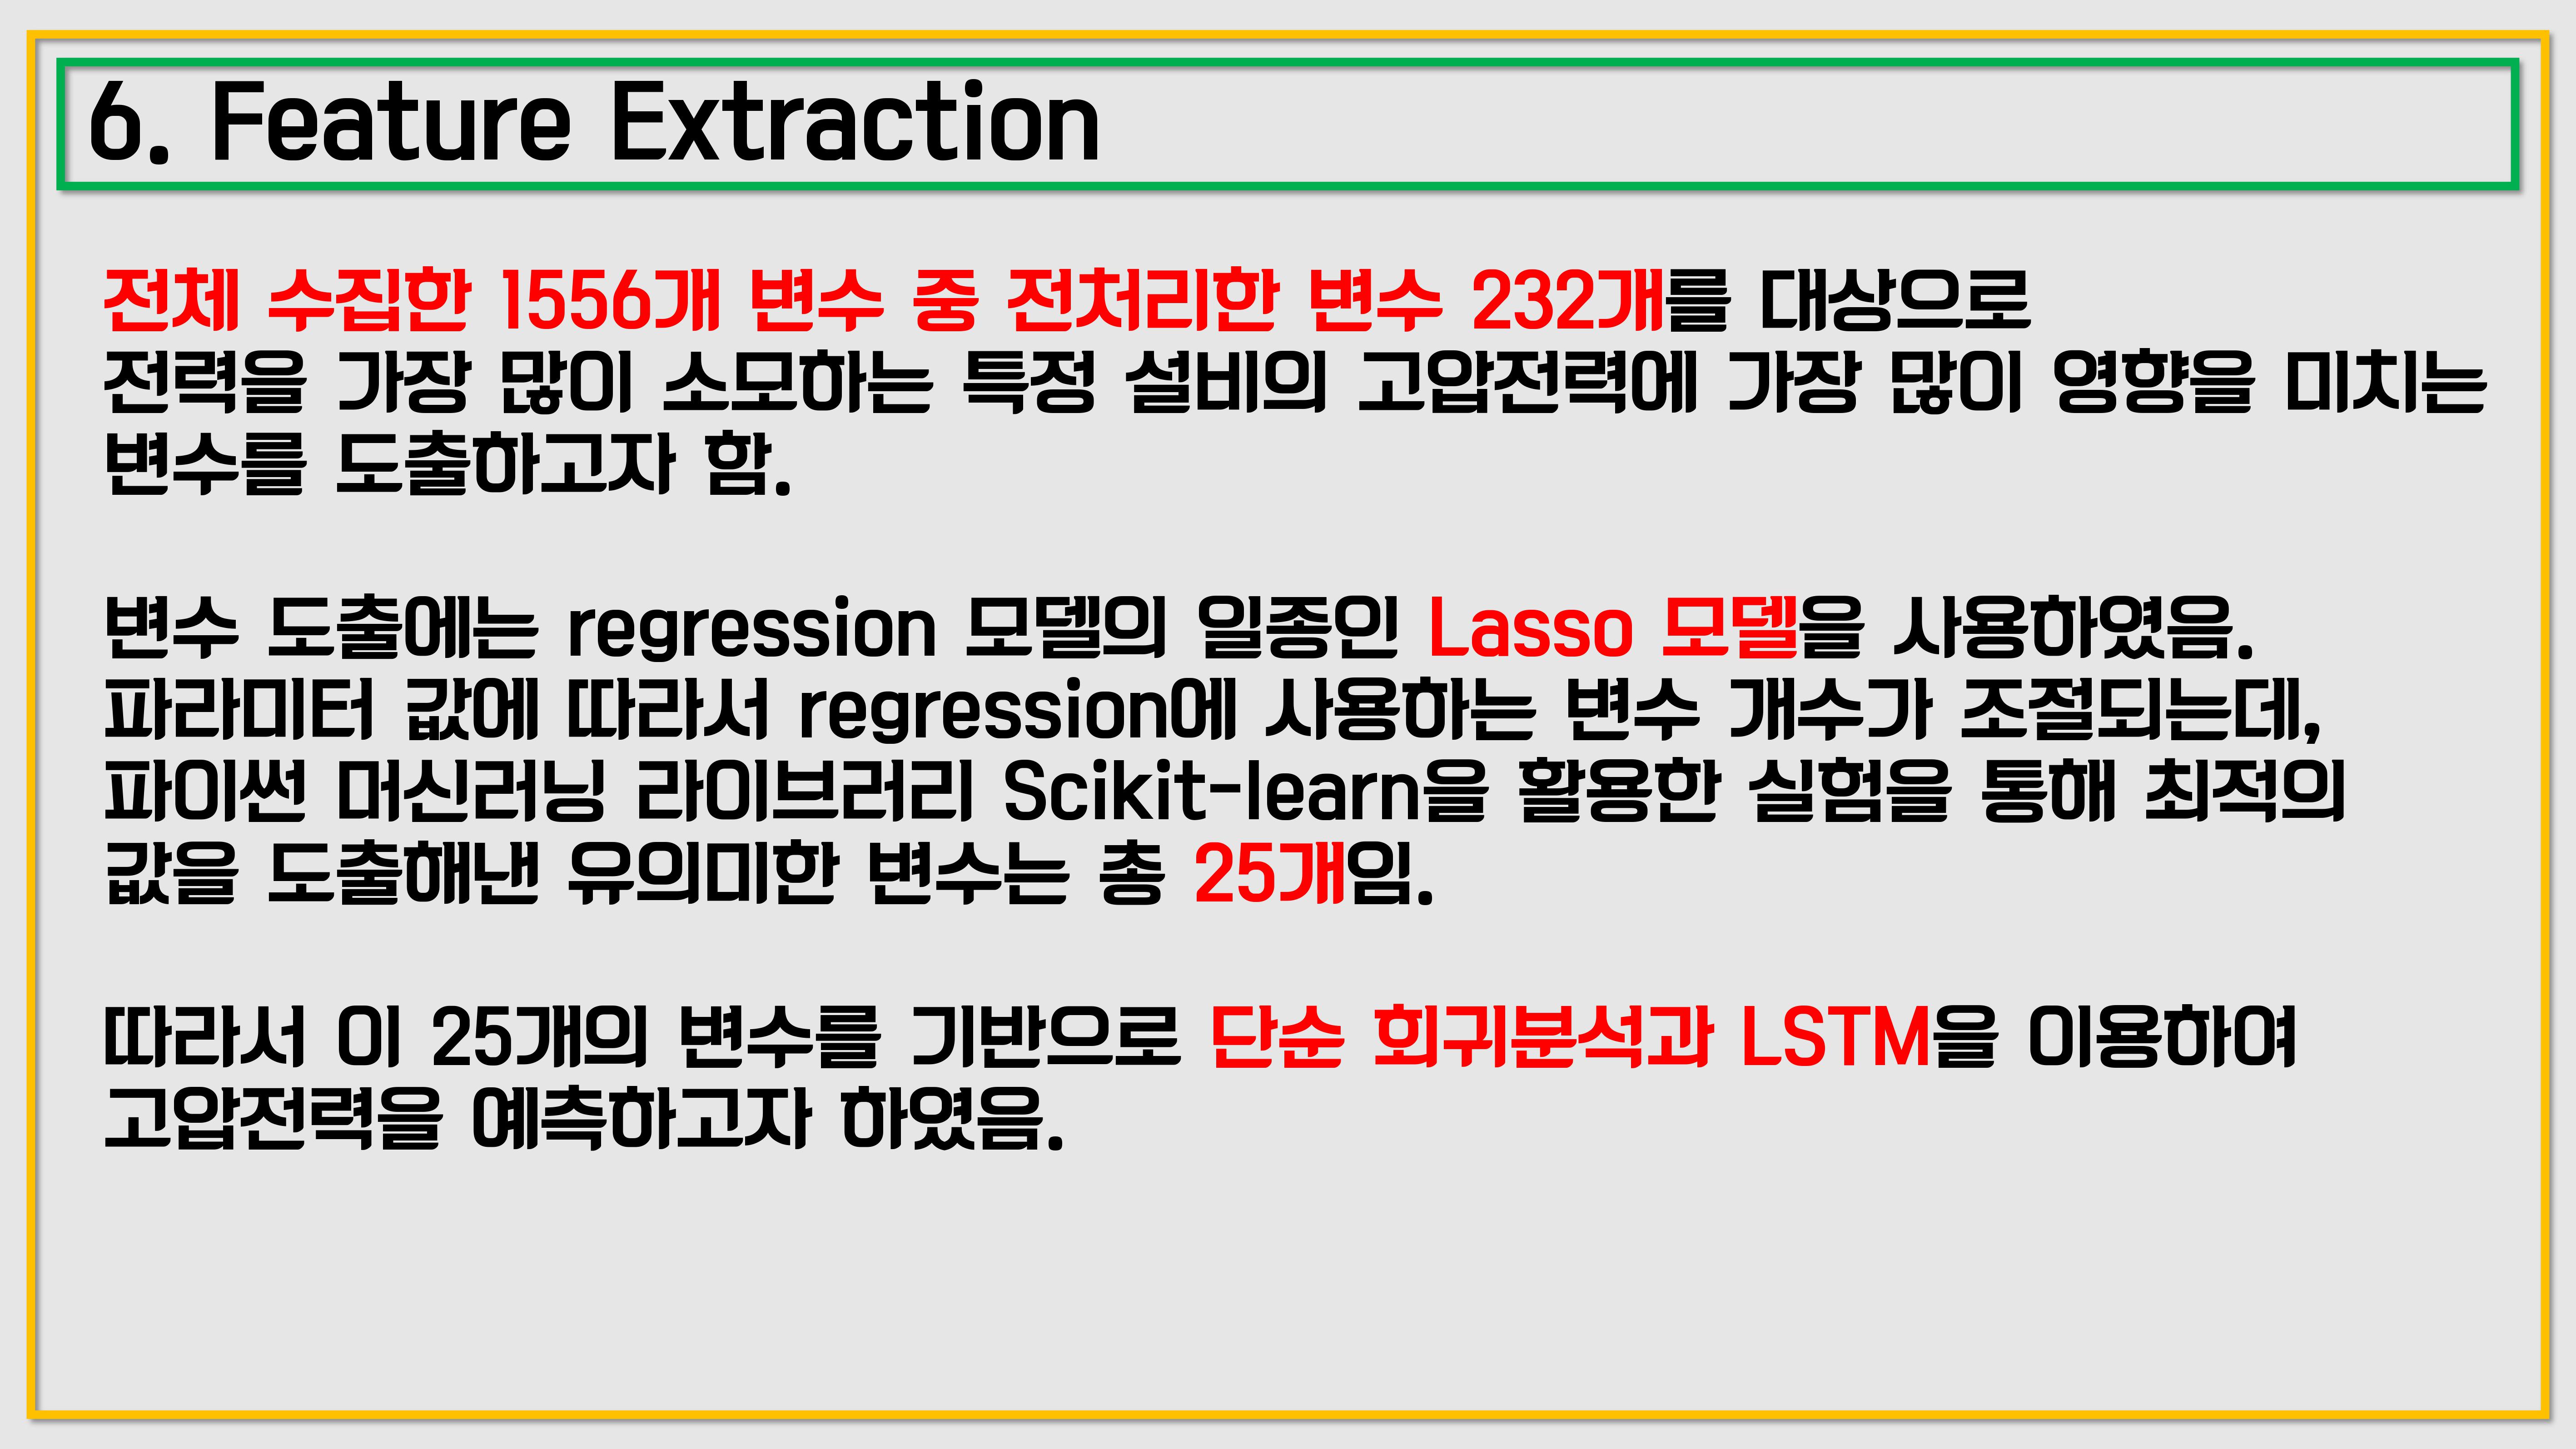 6. Feature Extraction
전체 수집한 1556개 변수 중 전처리한 변수 232개를 대상으로
전력을 가장 많이 소모하는 특정 설비의 고압전력에 가장 많이 영향을 미치는
변수를 도출하고자 함.
변수 도출에는 regression 모델의 일종인 Lasso 모델을 사용하였음.
파라미터 값에 따라서 regression에 사용하는 변수 개수가 조절되는데,
파이썬 머신러닝 라이브러리 Scikit-learn을 활용한 실험을 통해 최적의
값을 도출해낸 유의미한 변수는 총 25개임.
따라서 이 25개의 변수를 기반으로 단순 회귀분석과 LSTM을 이용하여
고압전력을 예측하고자 하였음.